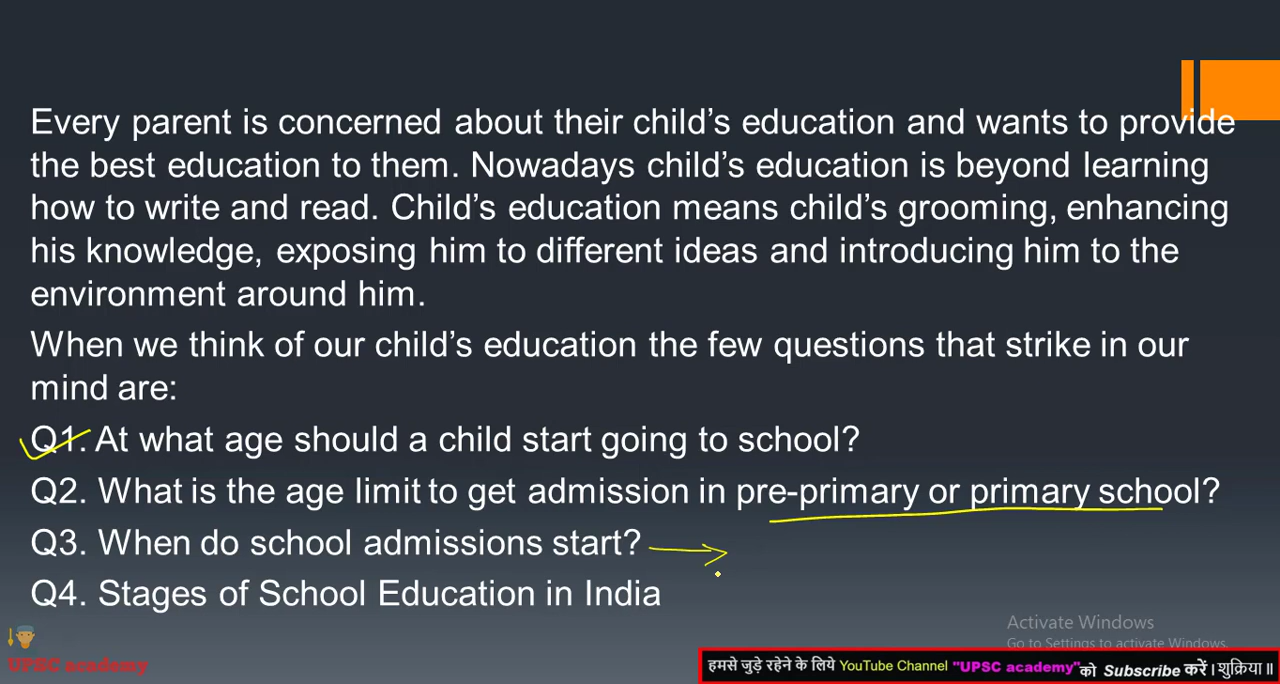 Every parent is concerned about their child’s education and wants to provide
the best education to them. Nowadays child’s education is beyond learning
how to write and read. Child’s education means child’s grooming, enhancing
his knowledge, exposing him to different ideas and introducing him to the
environment around him.
When we think of our child’s education the few questions that strike in our
mind are:
Q1. At what age should a child start going to school?
Q2. What is the age limit to get admission in pre-primary or primary school?
Q3. When do school admissions start?
Q4. Stages of School Education in India
Activate Windows
Go to Settings to activate Windows.
UPSC academy
हमसे जुड़े रहेने के लिये YouTube Channel "UPSC academy" को Subscribe करें । शुक्रिया ॥